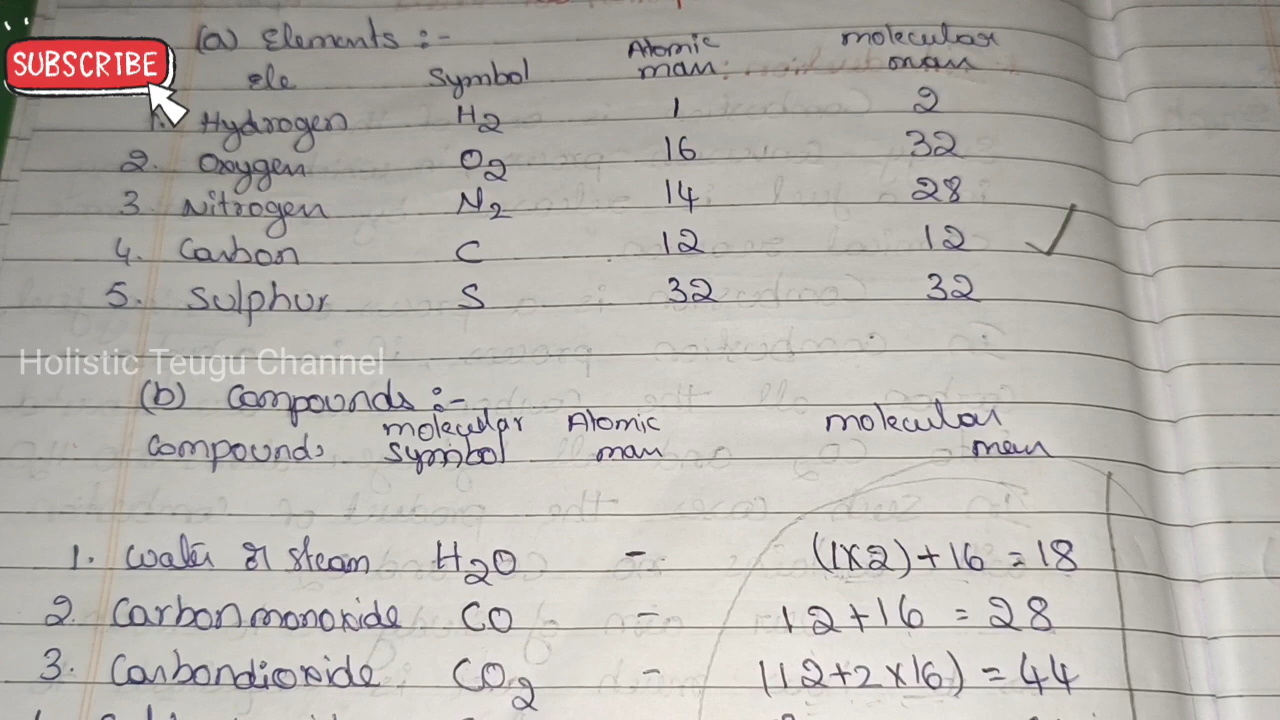 (a) Elements :-
SUBSCRIBE
Ele Symbol Atomic mass molecular mass
1. Hydrogen H2 1 2
2. Oxygen O2 16 32
3 Nitrogen N2 14 28
4. Carbon C 12 12 ✓
5. Sulphur S 32 32
Holistic Teugu Channel
(b) Compounds :-
Compounds molecular symbol Atomic mass molecular mass
1. Water or steam H2O - (1x2)+16 = 18
2. Carbonmonoxide CO - 12+16 = 28
3. Carbondioxide CO2 - (12+2x16) = 44